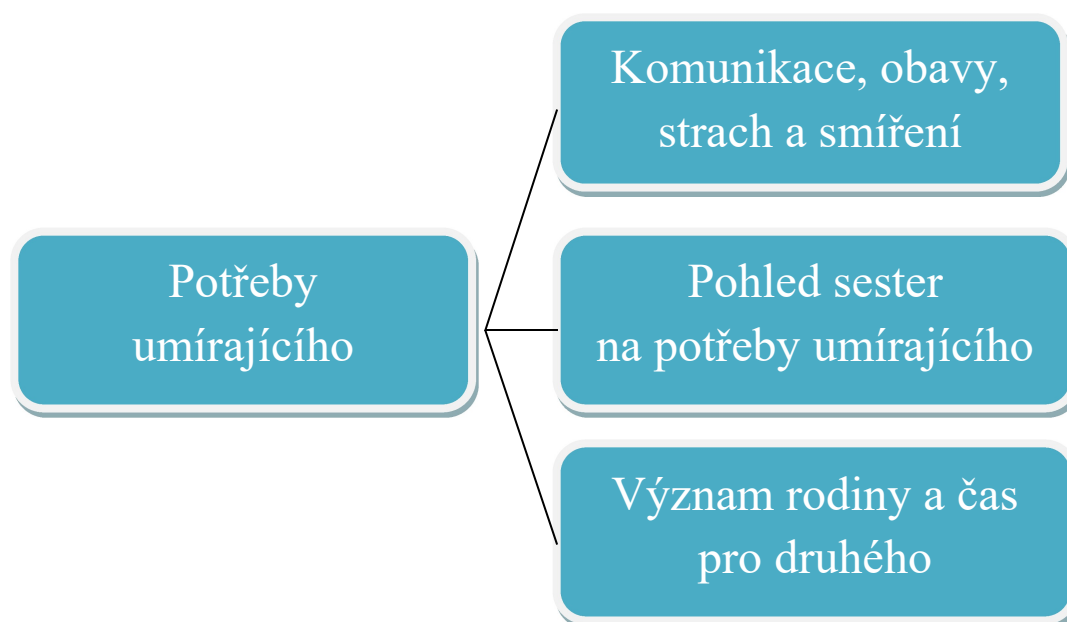 Potřeby
umírajícího
Komunikace, obavy,
strach a smíření
Pohled sester
na potřeby umírajícího
Význam rodiny a čas
pro druhého